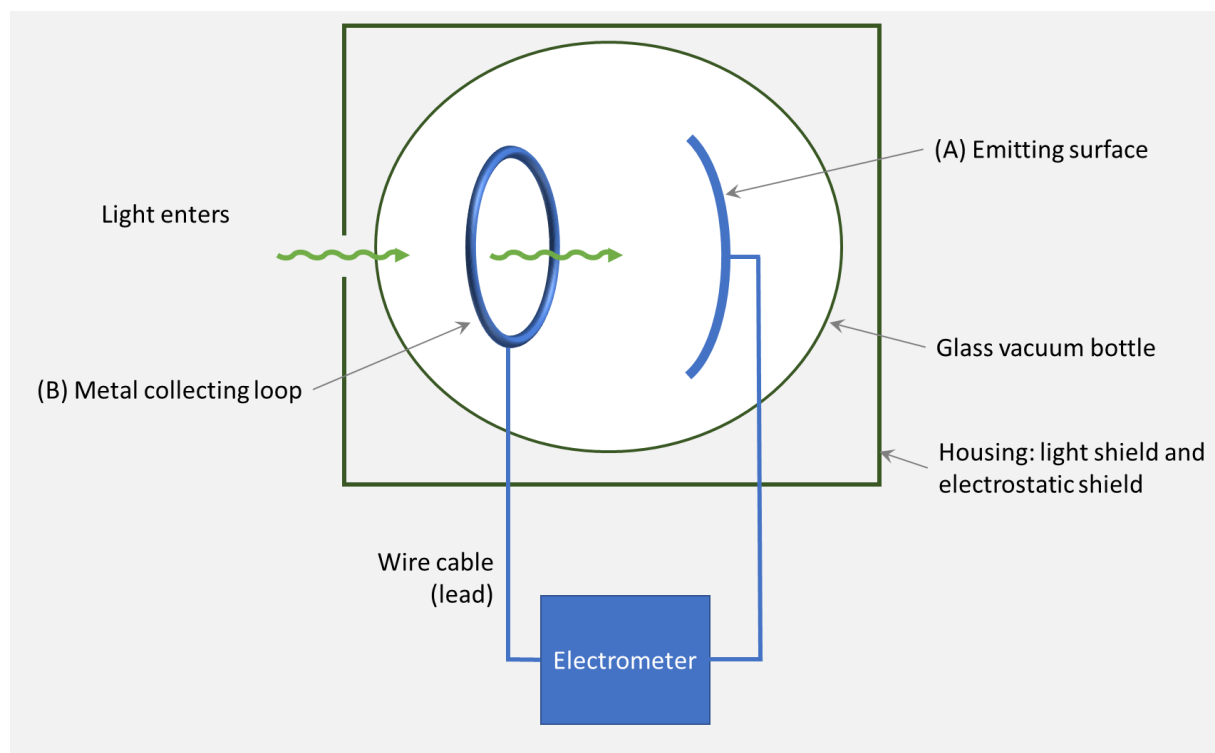 (A) Emitting surface
Light enters
Glass vacuum bottle
(B) Metal collecting loop
Housing: light shield and
electrostatic shield
Wire cable
(lead)
Electrometer